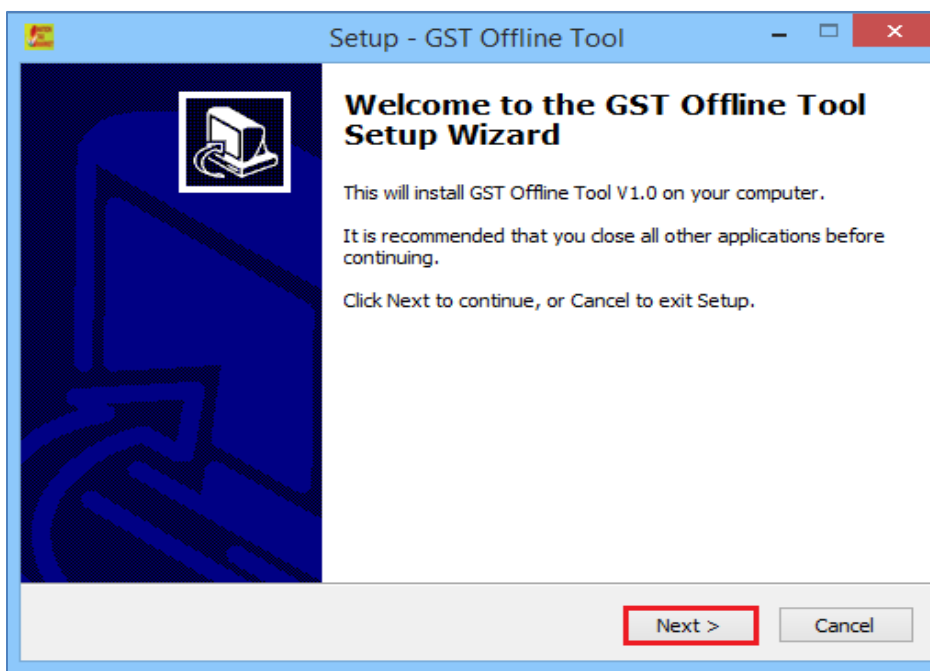 Setup - GST Offline Tool
Welcome to the GST Offline Tool
Setup Wizard
This will install GST Offline Tool V1.0 on your computer.
It is recommended that you close all other applications before
continuing.
Click Next to continue, or Cancel to exit Setup.
Next >
Cancel